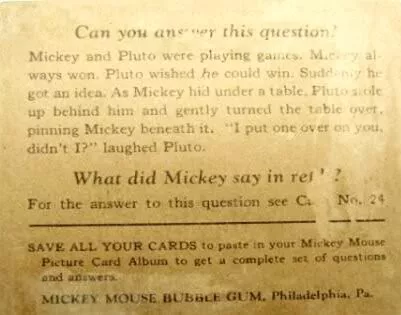 Can you this question?
Mickey and Pluto were playing games. Mickey al-
ways won. Pluto wished he could win. Suddenly he
got an idea. As Mickey hid under a table, Pluto stole
up behind him and gently turned the table over,
pinning Mickey beneath it. "I put one over on you,
didn't I?" laughed Pluto.
What did Mickey say in ?
For the answer to this question see No. 24
SAVE ALL YOUR CARDS to paste in your Mickey Mouse
Picture Card Album to get a complete set of questions
and answers.
MICKEY MOUSE BUBBLE GUM, Philadelphia, Pa.